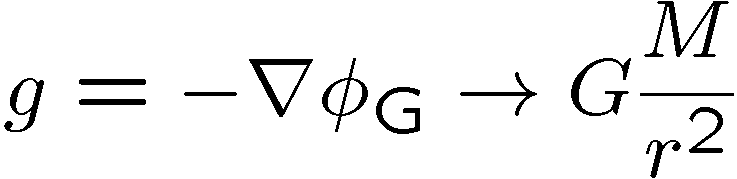 g = −∇ϕ_G → G M/r²